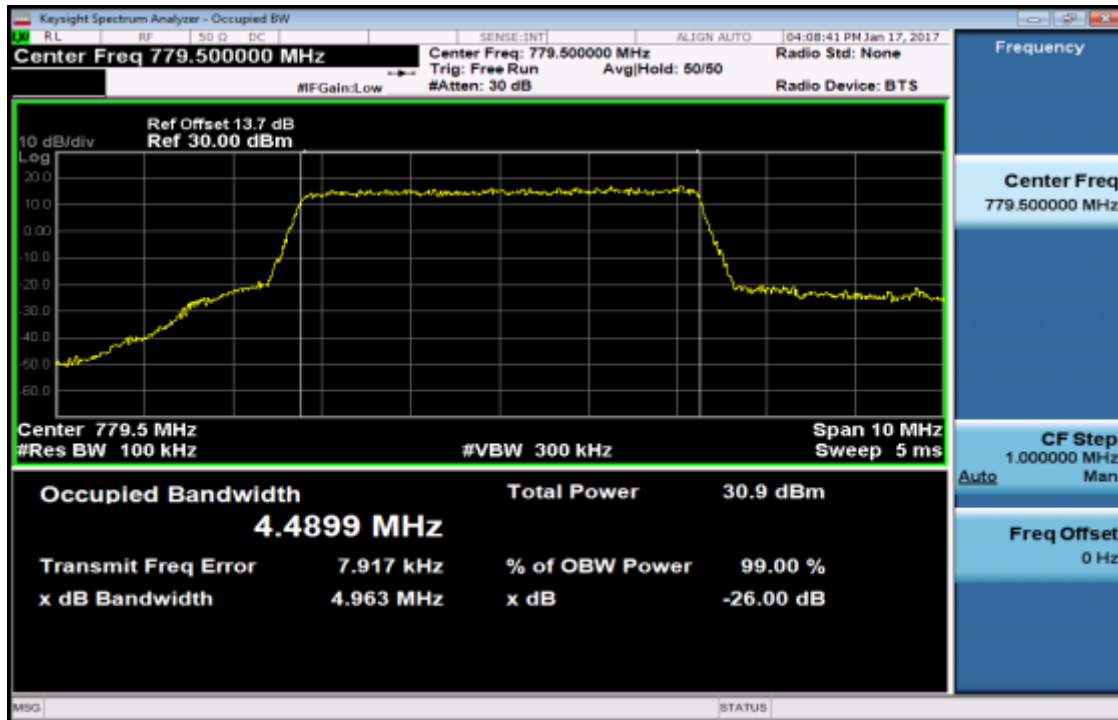 Keysight Spectrum Analyzer - Occupied BW
RL RF 50 Ω DC SENSE:INT ALIGN AUTO 04:08:41 PM Jan 17, 2017
Center Freq 779.500000 MHz
Center Freq: 779.500000 MHz
Radio Std: None
Trig: Free Run Avg|Hold: 50/50
#IFGain:Low
#Atten: 30 dB
Radio Device: BTS
Ref Offset 13.7 dB
10 dB/div Ref 30.00 dBm
Log
20.0
10.0
0.00
-10.0
-20.0
-30.0
-40.0
-50.0
-60.0
Center 779.5 MHz Span 10 MHz
#Res BW 100 kHz #VBW 300 kHz Sweep 5 ms
Occupied Bandwidth Total Power 30.9 dBm
4.4899 MHz
Transmit Freq Error 7.917 kHz % of OBW Power 99.00 %
x dB Bandwidth 4.963 MHz x dB -26.00 dB
MSG STATUS
Frequency
Center Freq
779.500000 MHz
CF Step
1.000000 MHz
Auto Man
Freq Offset
0 Hz